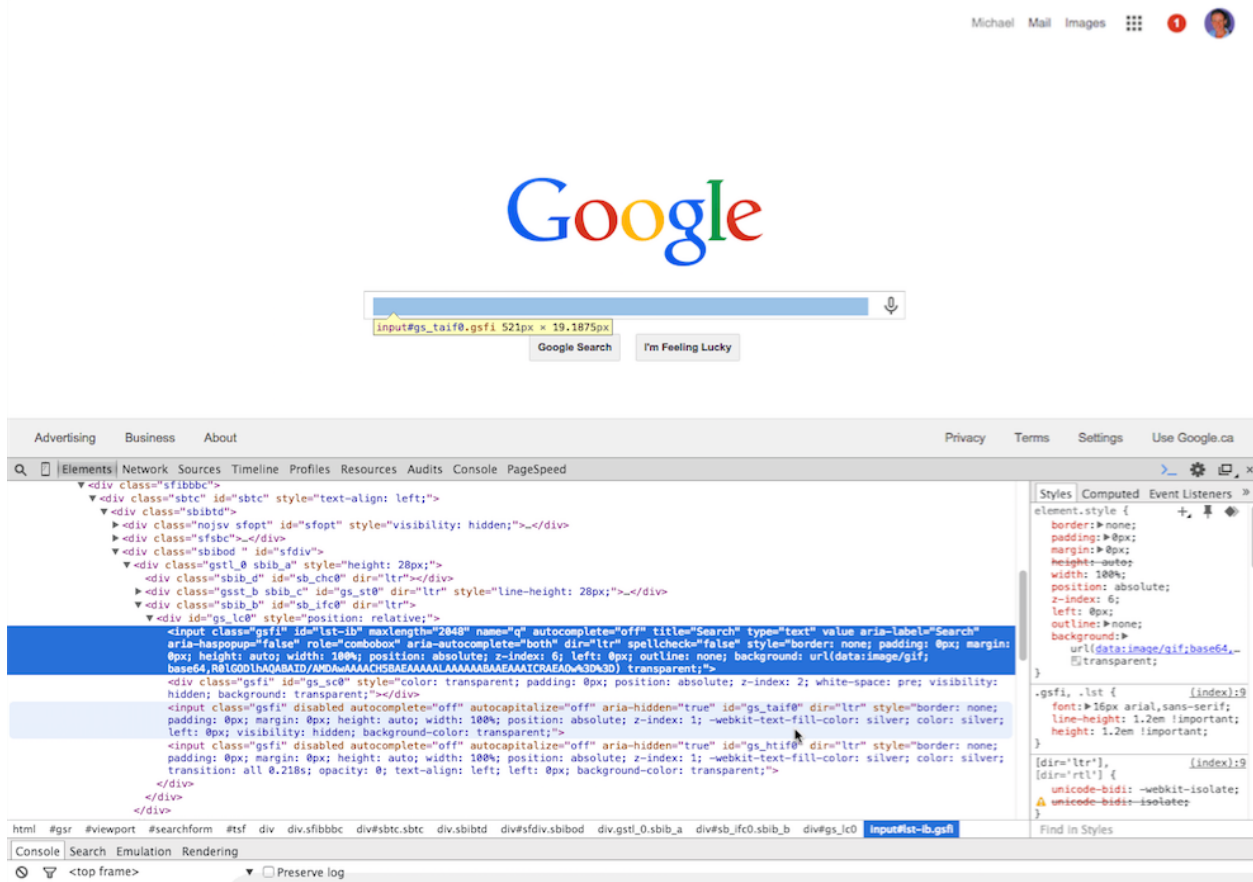 Michael Mail Images 1
Google
input#gs_taif0.gsfi 521px × 19.1875px
Google Search I'm Feeling Lucky
Advertising Business About Privacy Terms Settings Use Google.ca
Elements Network Sources Timeline Profiles Resources Audits Console PageSpeed
▼<div class="sfibbbc">
▼<div class="sbtc" id="sbtc" style="text-align: left;">
▼<div class="sbibtd">
▶<div class="nojsv sfopt" id="sfopt" style="visibility: hidden;">…</div>
▶<div class="sfsbc">…</div>
▼<div class="sbibod " id="sfdiv">
▼<div class="gstl_0 sbib_a" style="height: 28px;">
<div class="sbib_d" id="sb_chc0" dir="ltr"></div>
▶<div class="gsst_b sbib_c" id="gs_st0" dir="ltr" style="line-height: 28px;">…</div>
▼<div class="sbib_b" id="sb_ifc0" dir="ltr">
▼<div id="gs_lc0" style="position: relative;">
<input class="gsfi" id="lst-ib" maxlength="2048" name="q" autocomplete="off" title="Search" type="text" value aria-label="Search"
aria-haspopup="false" role="combobox" aria-autocomplete="both" dir="ltr" spellcheck="false" style="border: none; padding: 0px; margin:
0px; height: auto; width: 100%; position: absolute; z-index: 6; left: 0px; outline: none; background: url(data:image/gif;
transparent;">
<div class="gsfi" id="gs_sc0" style="color: transparent; padding: 0px; position: absolute; z-index: 2; white-space: pre; visibility:
hidden; background: transparent;"></div>
<input class="gsfi" disabled autocomplete="off" autocapitalize="off" aria-hidden="true" id="gs_taif0" dir="ltr" style="border: none;
padding: 0px; margin: 0px; height: auto; width: 100%; position: absolute; z-index: 1; -webkit-text-fill-color: silver; color: silver;
left: 0px; visibility: hidden; background-color: transparent;">
<input class="gsfi" disabled autocomplete="off" autocapitalize="off" aria-hidden="true" id="gs_htif0" dir="ltr" style="border: none;
padding: 0px; margin: 0px; height: auto; width: 100%; position: absolute; z-index: 1; -webkit-text-fill-color: silver; color: silver;
transition: all 0.218s; opacity: 0; text-align: left; left: 0px; background-color: transparent;">
</div>
</div>
</div>
html #gsr #viewport #searchform #tsf div div.sfibbbc div#sbtc.sbtc div.sbibtd div#sfdiv.sbibod div.gstl_0.sbib_a div#sb_ifc0.sbib_b div#gs_lc0 input#lst-ib.gsfi
Styles Computed Event Listeners »
element.style {
border:▶none;
padding:▶0px;
margin:▶0px;
height: auto;
width: 100%;
position: absolute;
z-index: 6;
left: 0px;
outline:▶none;
background:▶
url(data:image/gif;base64,…
transparent;
}
.gsfi, .lst { (index):9
font:▶16px arial,sans-serif;
line-height: 1.2em !important;
height: 1.2em !important;
}
[dir='ltr'], (index):9
[dir='rtl'] {
unicode-bidi: -webkit-isolate;
unicode-bidi: isolate;
}
Find in Styles
Console Search Emulation Rendering
<top frame> ▼ Preserve log